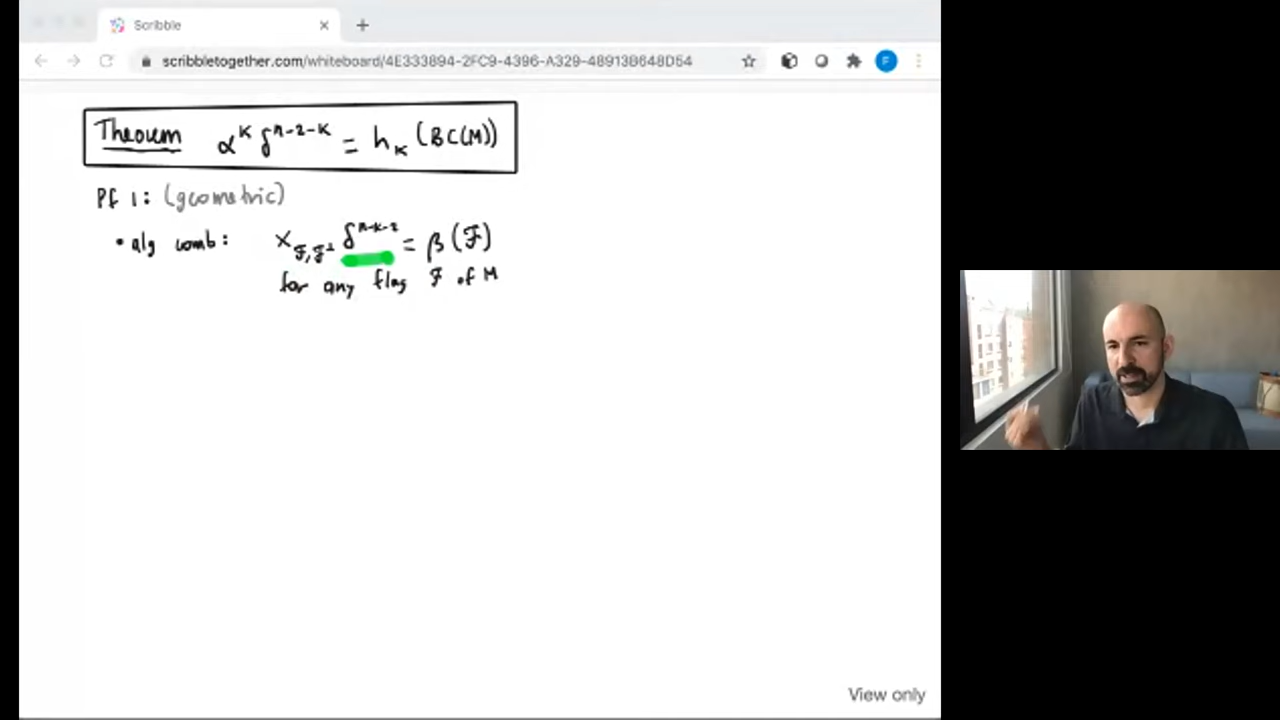 Scribble
scribbletogether.com/whiteboard/4E333894-2FC9-4396-A329-48913B648D54
F
Theorem α^k δ^{n-2-k} = h_k (BC(M))
Pf 1: (geometric)
• alg comb: x_{ℱ,ℱ^⊥} δ^{n-k-2} = β(ℱ)
for any flag ℱ of M
View only